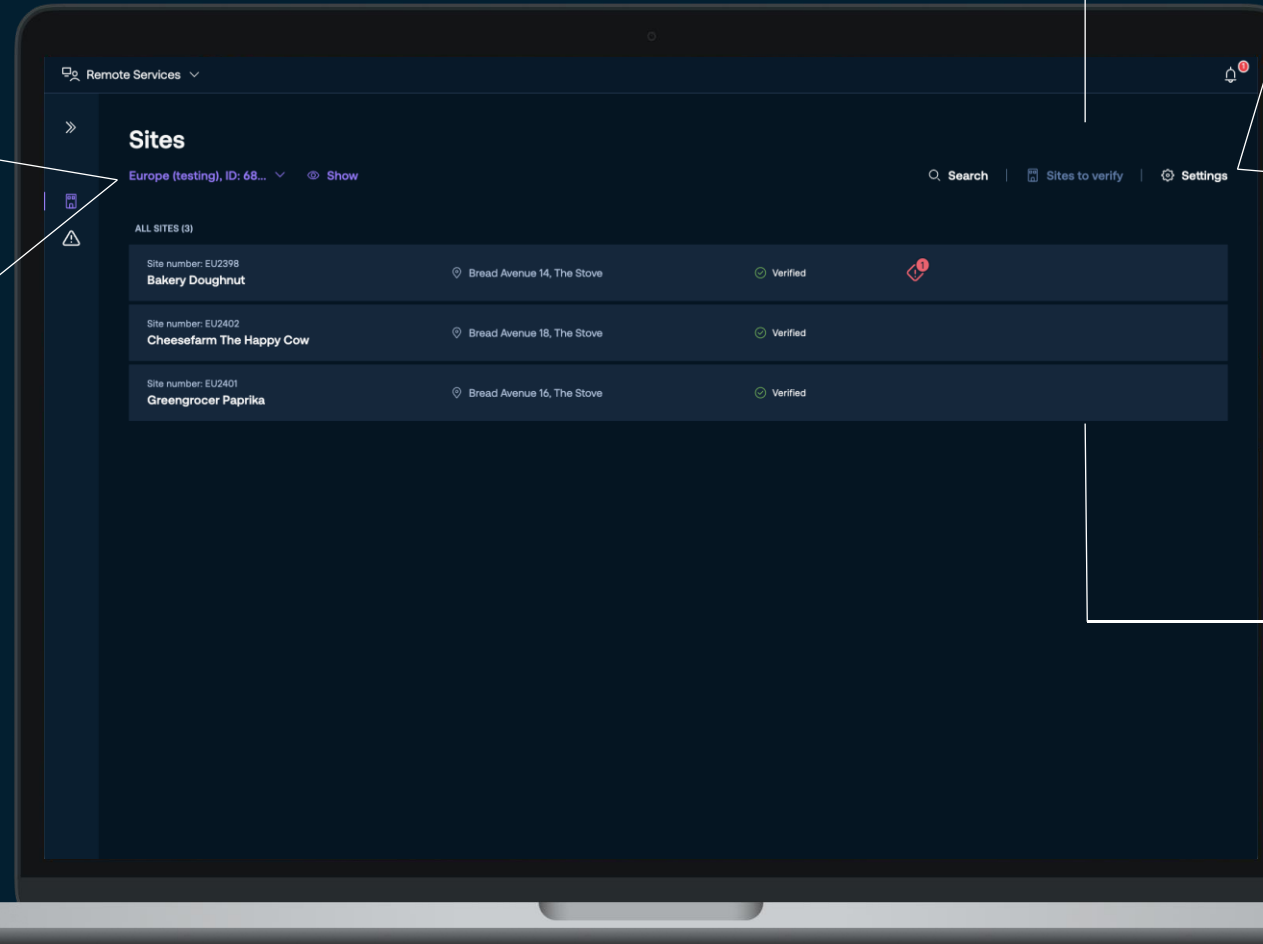 Remote Services
1
Sites
Europe (testing), ID: 68...
Show
Search
Sites to verify
Settings
ALL SITES (3)
Site number: EU2398
Bakery Doughnut
Bread Avenue 14, The Stove
Verified
1
Site number: EU2402
Cheesefarm The Happy Cow
Bread Avenue 18, The Stove
Verified
Site number: EU2401
Greengrocer Paprika
Bread Avenue 16, The Stove
Verified